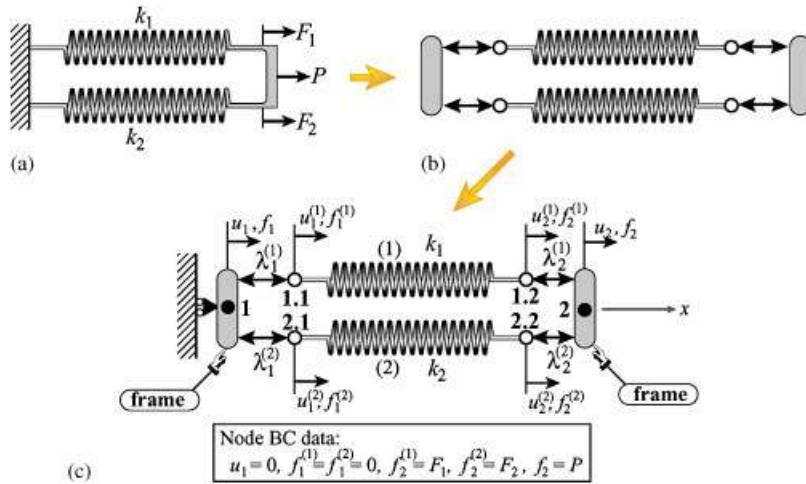 k₁
F₁
P
F₂
k₂
(a)
(b)
u₁, f₁
u₁⁽¹⁾, f₁⁽¹⁾
u₂⁽¹⁾, f₂⁽¹⁾
u₂, f₂
λ₁⁽¹⁾
(1)
k₁
λ₂⁽¹⁾
1.1
1.2
1
2
x
2.1
2.2
λ₁⁽²⁾
(2)
k₂
λ₂⁽²⁾
frame
u₁⁽²⁾, f₁⁽²⁾
u₂⁽²⁾, f₂⁽²⁾
frame
(c)
Node BC data:
u₁ = 0, f₁⁽¹⁾ = f₁⁽²⁾ = 0, f₂⁽¹⁾ = F₁, f₂⁽²⁾ = F₂, f₂ = P